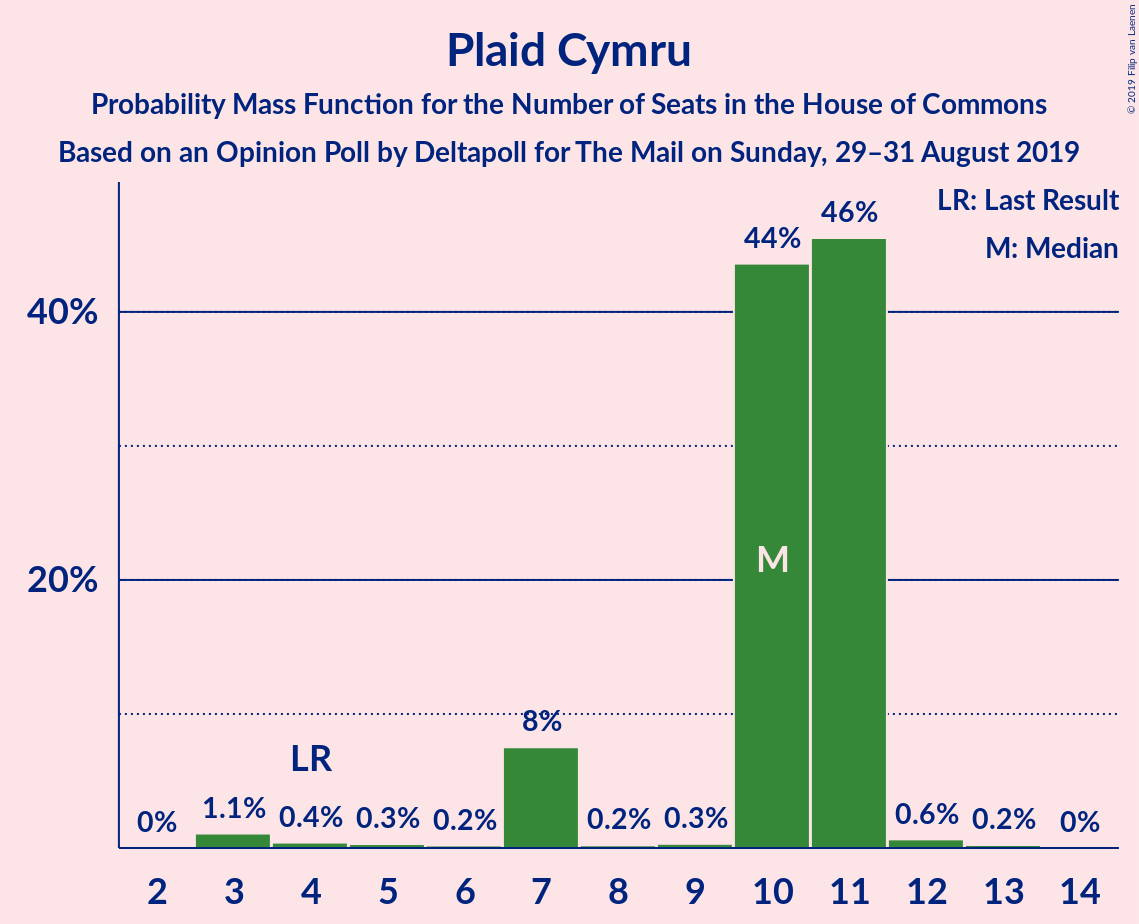 Plaid Cymru
Probability Mass Function for the Number of Seats in the House of Commons
Based on an Opinion Poll by Deltapoll for The Mail on Sunday, 29–31 August 2019
© 2019 Filip van Laenen
LR: Last Result
M: Median
40%
20%
0%
1.1%
LR
0.4%
0.3%
0.2%
8%
0.2%
0.3%
44%
M
46%
0.6%
0.2%
0%
2 3 4 5 6 7 8 9 10 11 12 13 14